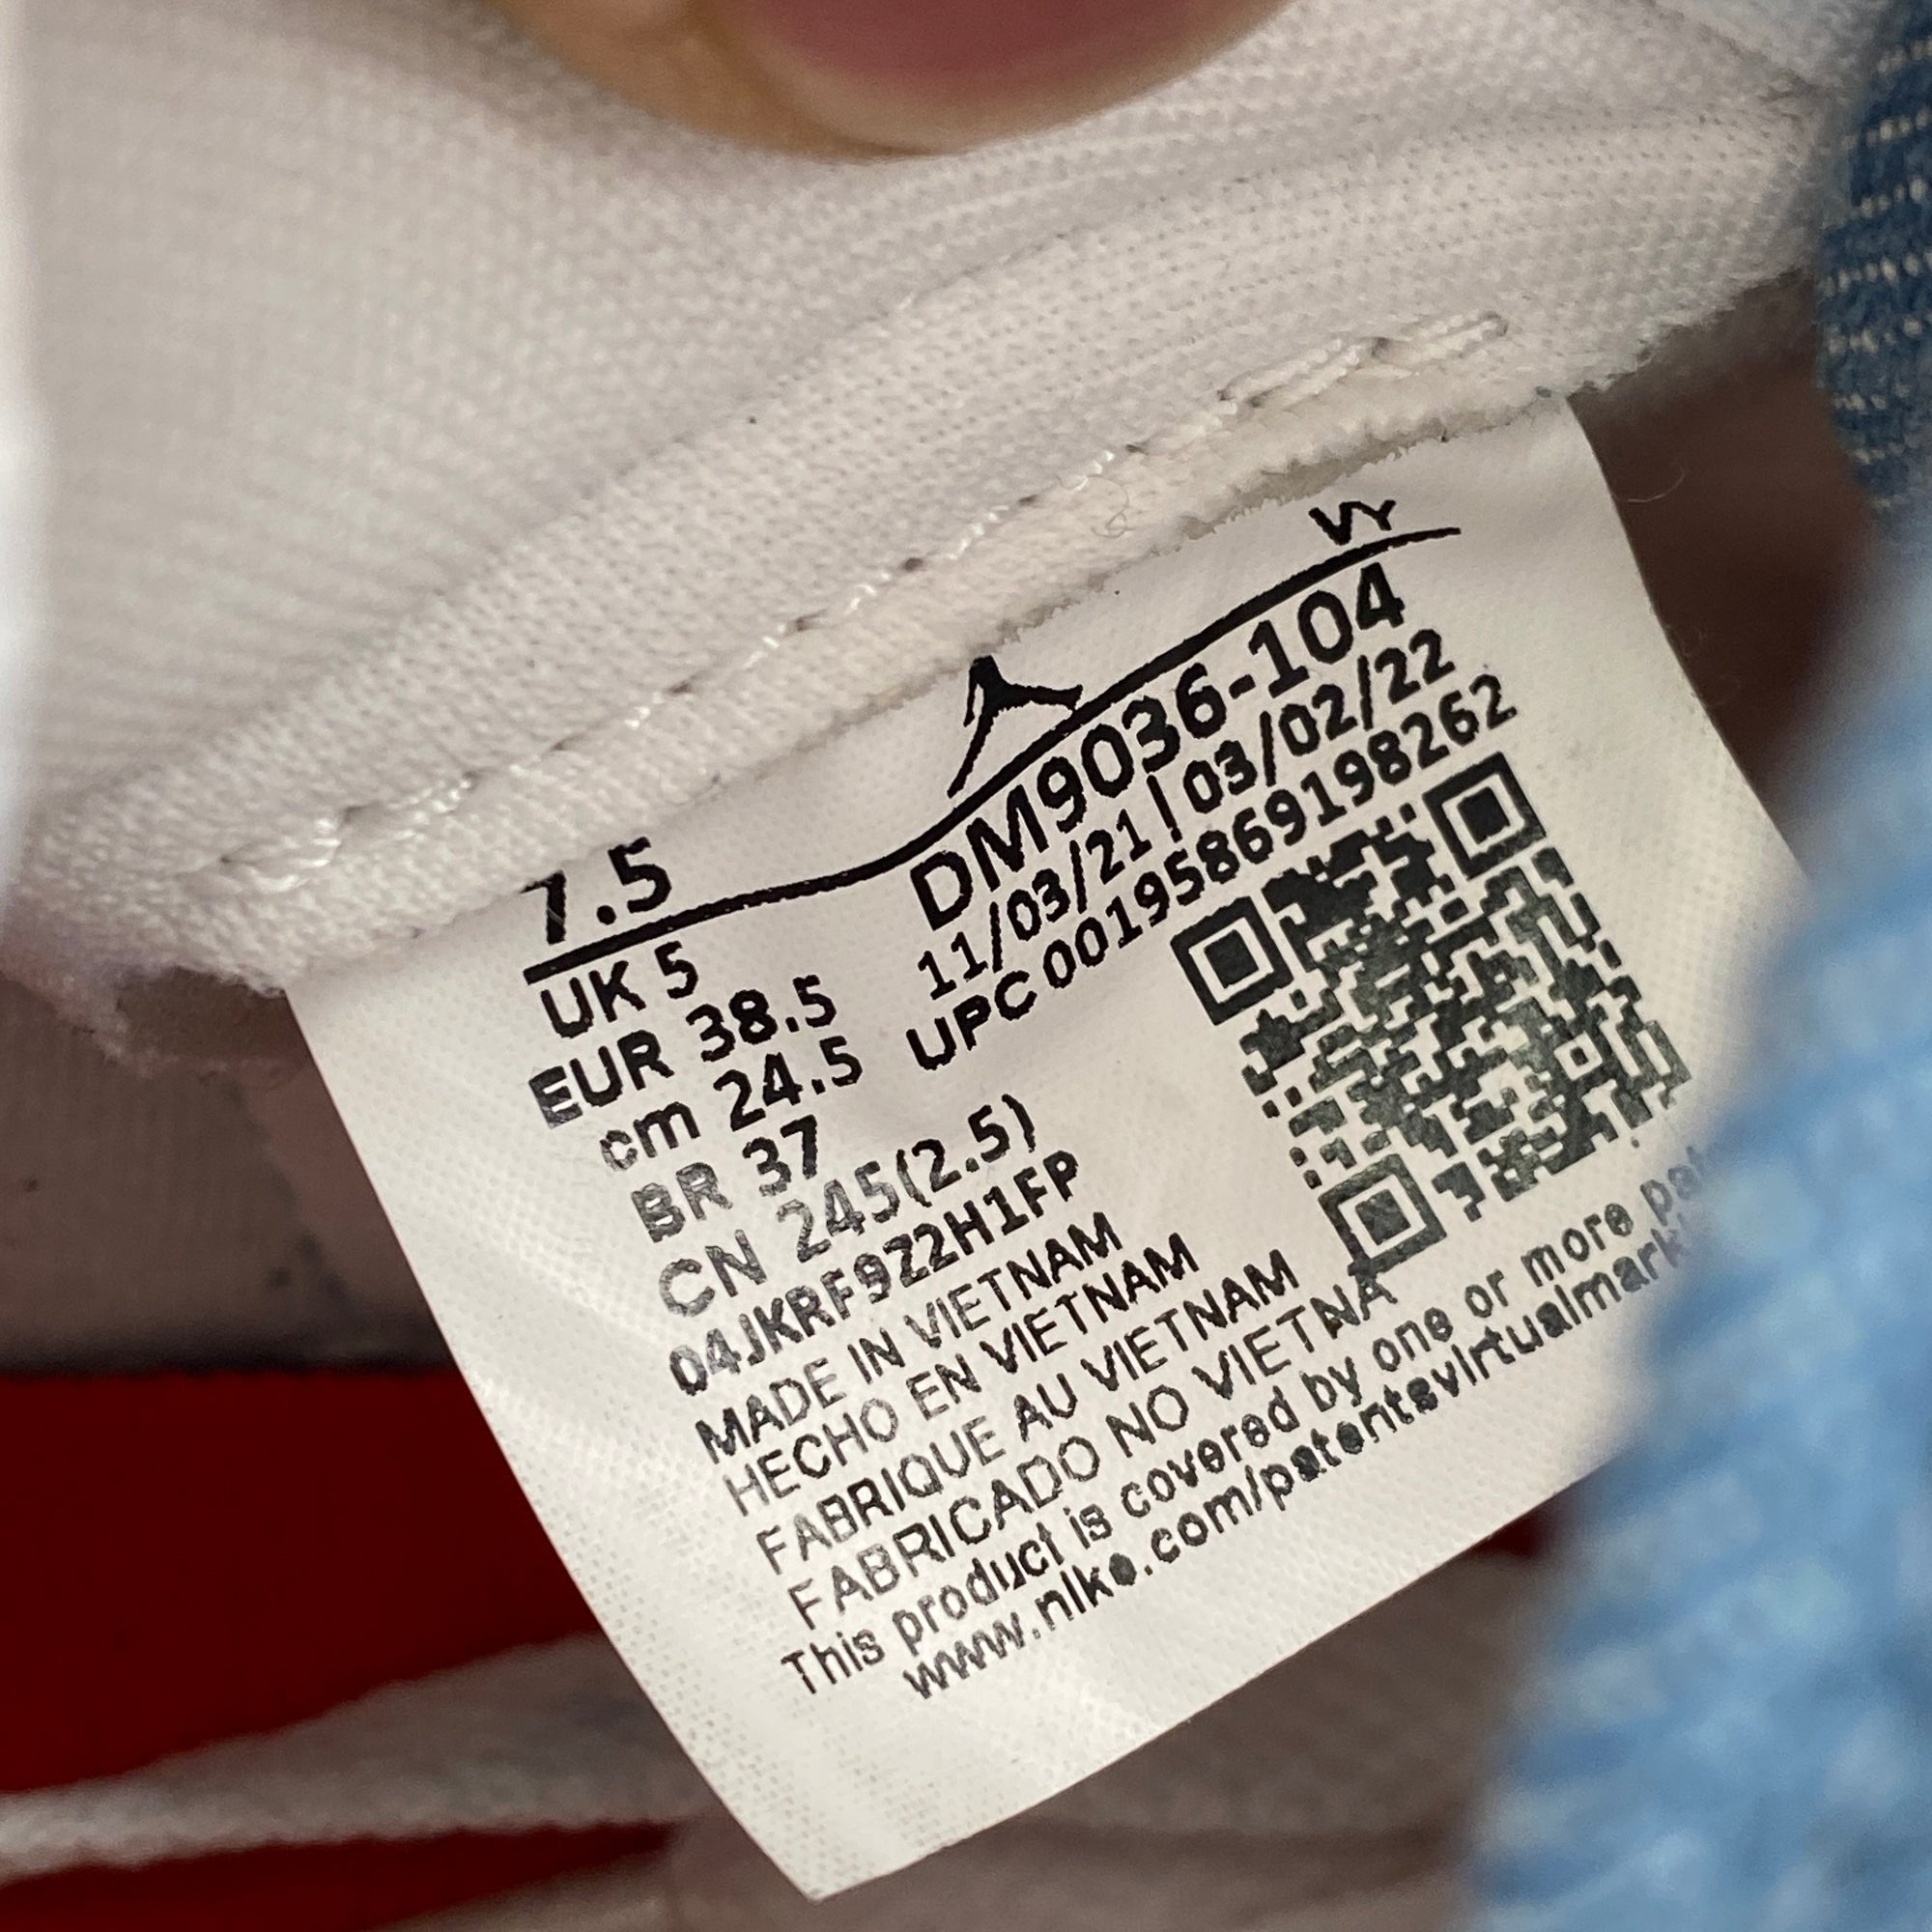 VY
7.5
UK 5
EUR 38.5
cm 24.5
BR 37
CN 245(2.5)
DM9036-104
11/03/21 | 03/02/22
UPC 00195869198262
04JKRF9Z2H1FP
MADE IN VIETNAM
HECHO EN VIETNAM
FABRIQUE AU VIETNAM
FABRICADO NO VIETNA
This product is covered by one or more
www.nike.com/patentsvirtualmark